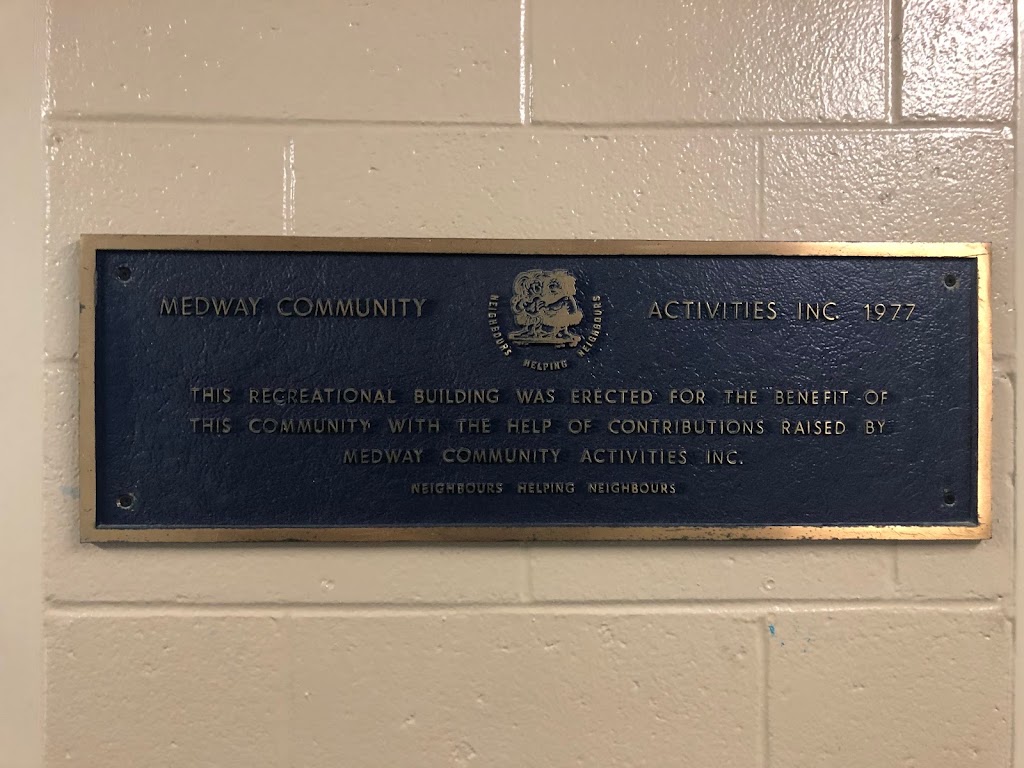 MEDWAY COMMUNITY ACTIVITIES INC. 1977
NEIGHBOURS HELPING NEIGHBOURS
THIS RECREATIONAL BUILDING WAS ERECTED FOR THE BENEFIT OF
THIS COMMUNITY WITH THE HELP OF CONTRIBUTIONS RAISED BY
MEDWAY COMMUNITY ACTIVITIES INC.
NEIGHBOURS HELPING NEIGHBOURS